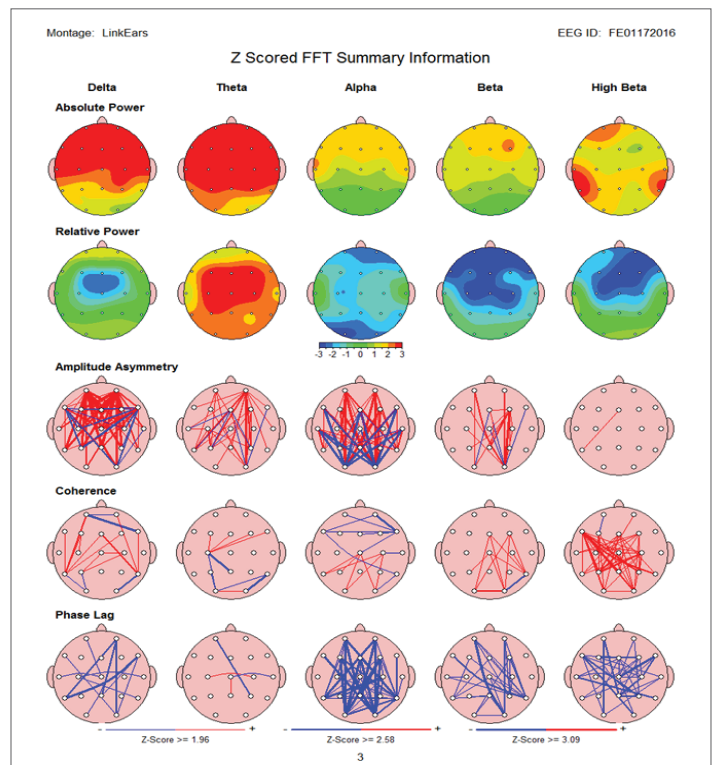 Montage: LinkEars EEG ID: FE01172016
Z Scored FFT Summary Information
Delta Theta Alpha Beta High Beta
Absolute Power
Relative Power
-3 -2 -1 0 1 2 3
Amplitude Asymmetry
Coherence
Phase Lag
- + - + - +
Z-Score >= 1.96 Z-Score >= 2.58 Z-Score >= 3.09
3